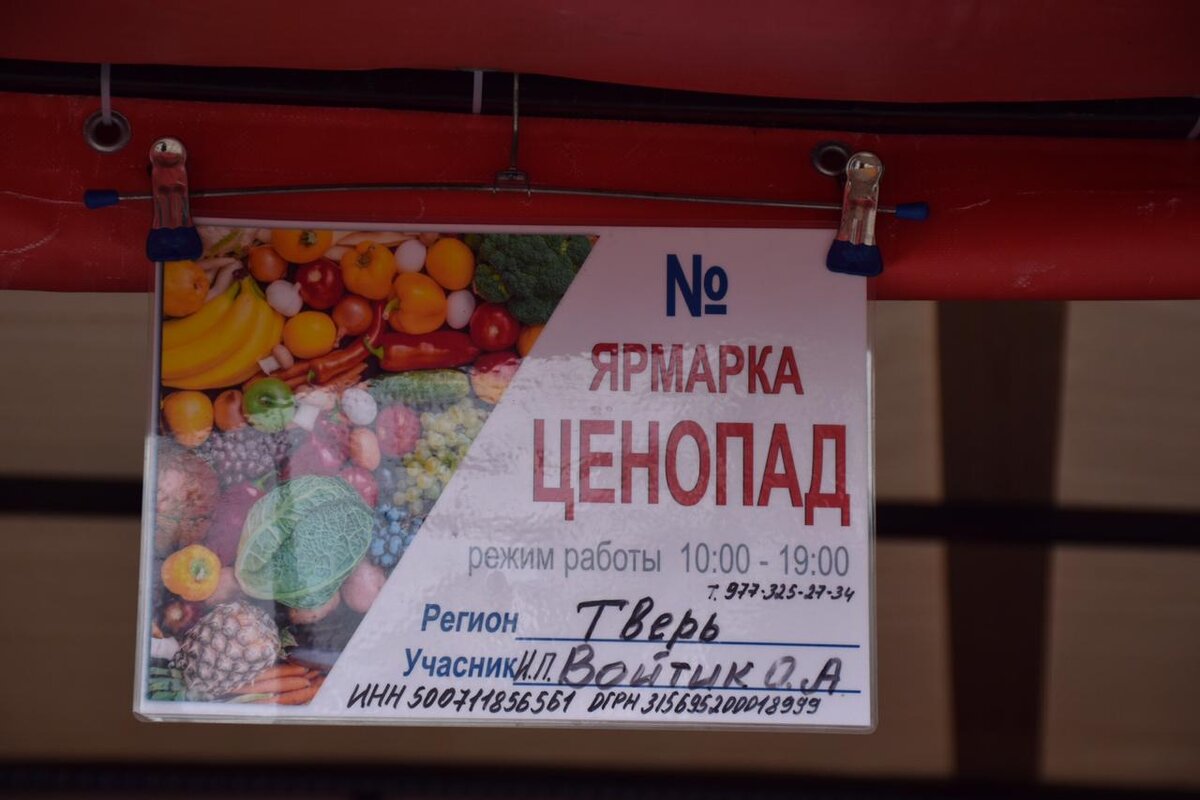 №
ЯРМАРКА
ЦЕНОПАД
режим работы 10:00 - 19:00
т. 977-325-27-34
Регион Тверь
Учасник И.П. Войтик О.А
ИНН 500711856561 ОГРН 315695200018999